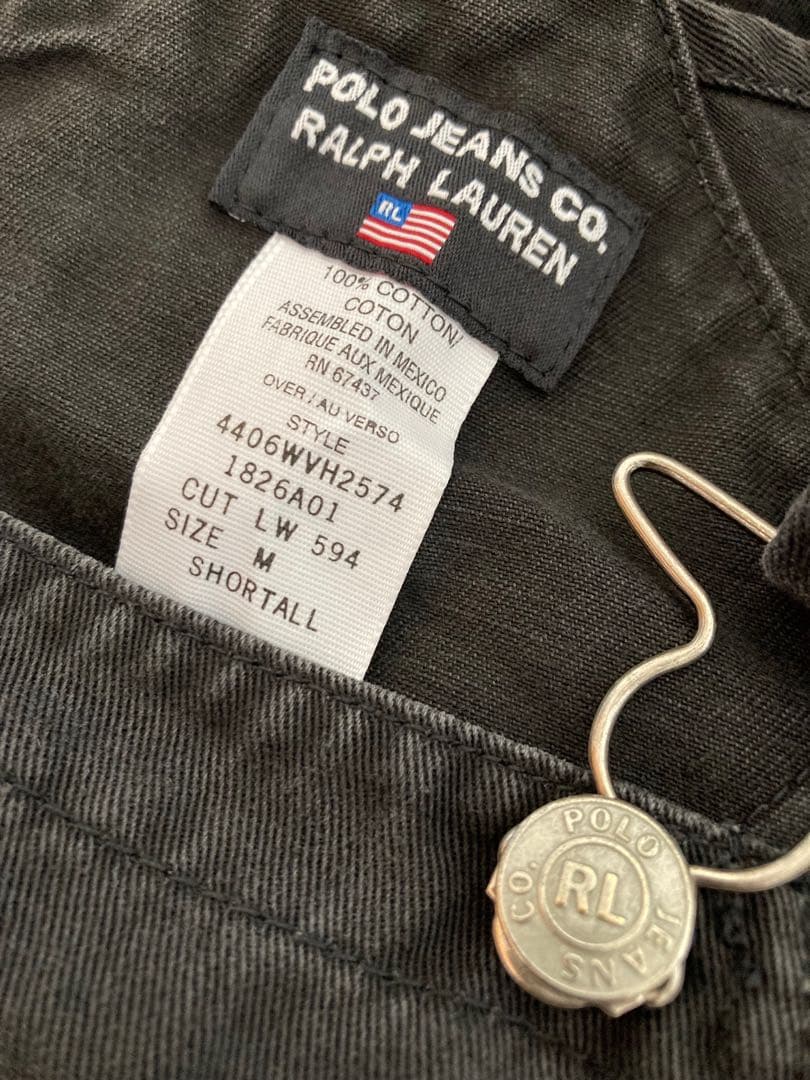 POLO JEANS CO.
RALPH LAUREN
RL
100% COTTON/
COTON
ASSEMBLED IN MEXICO
FABRIQUE AUX MEXIQUE
RN 67437
OVER / AU VERSO
STYLE
4406WVH2574
1826A01
CUT LW 594
SIZE M
SHORTALL
POLO JEANS CO.
RL